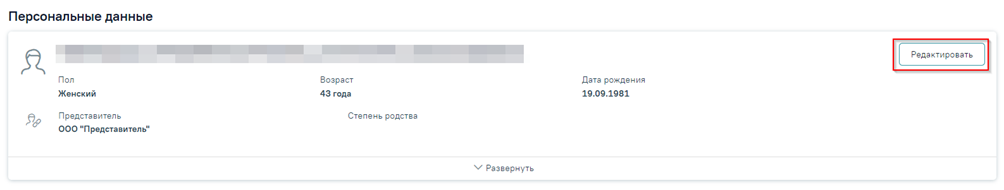 Персональные данные
Редактировать
Пол Возраст Дата рождения
Женский 43 года 19.09.1981
Представитель Степень родства
ООО "Представитель"
Развернуть